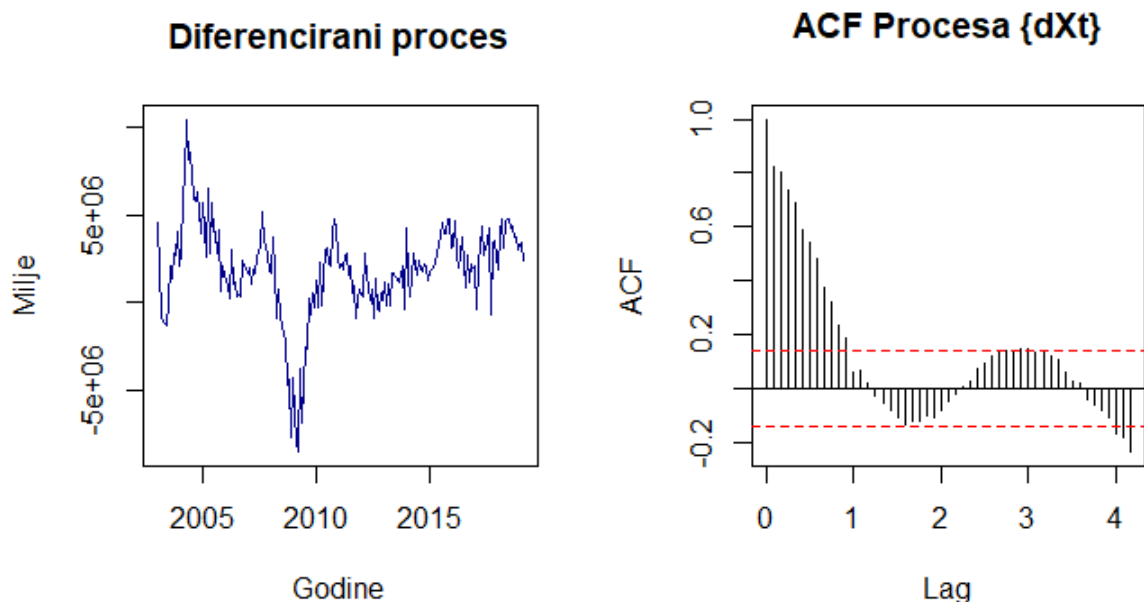 Diferencirani proces
Milje
5e+06
-5e+06
2005 2010 2015
Godine
ACF Procesa {dXt}
ACF
1.0
0.6
0.2
-0.2
0 1 2 3 4
Lag